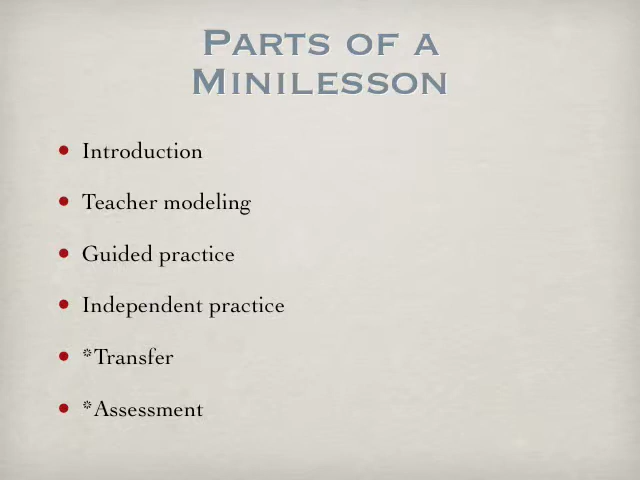 Parts of a
Minilesson
Introduction
Teacher modeling
Guided practice
Independent practice
*Transfer
*Assessment